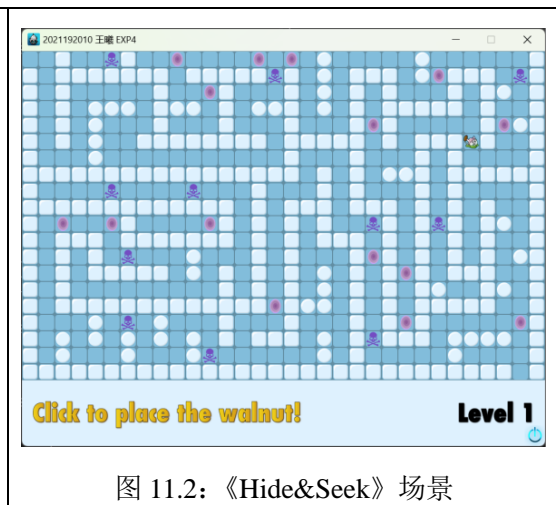 2021192010 王曦 EXP4
Click to place the walnut!
Level 1
图 11.2：《Hide&Seek》场景